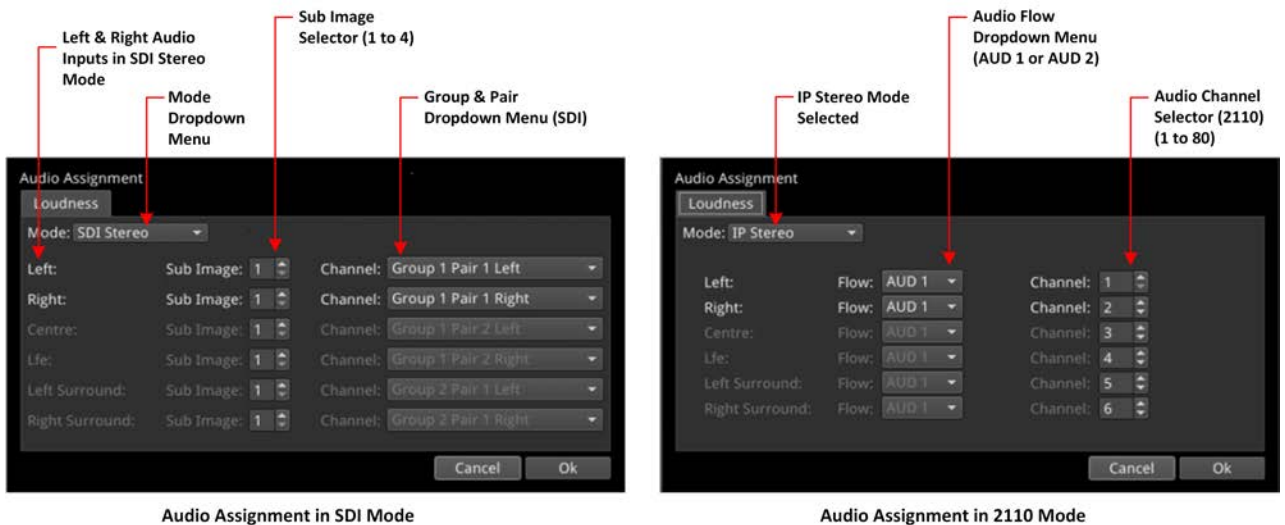 Left & Right Audio
Inputs in SDI Stereo
Mode
Mode
Dropdown
Menu
Sub Image
Selector (1 to 4)
Group & Pair
Dropdown Menu (SDI)
Audio Assignment
Loudness
Mode: SDI Stereo
Left: Sub Image: 1 Channel: Group 1 Pair 1 Left
Right: Sub Image: 1 Channel: Group 1 Pair 1 Right
Centre: Sub Image: 1 Channel: Group 1 Pair 2 Left
Lfe: Sub Image: 1 Channel: Group 1 Pair 2 Right
Left Surround: Sub Image: 1 Channel: Group 2 Pair 1 Left
Right Surround: Sub Image: 1 Channel: Group 2 Pair 1 Right
Cancel Ok
Audio Assignment in SDI Mode
IP Stereo Mode
Selected
Audio Flow
Dropdown Menu
(AUD 1 or AUD 2)
Audio Channel
Selector (2110)
(1 to 80)
Audio Assignment
Loudness
Mode: IP Stereo
Left: Flow: AUD 1 Channel: 1
Right: Flow: AUD 1 Channel: 2
Centre: Flow: AUD 1 Channel: 3
Lfe: Flow: AUD 1 Channel: 4
Left Surround: Flow: AUD 1 Channel: 5
Right Surround: Flow: AUD 1 Channel: 6
Cancel Ok
Audio Assignment in 2110 Mode